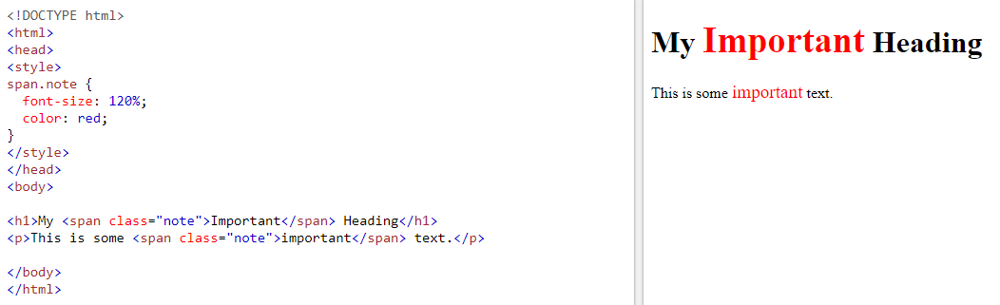 <!DOCTYPE html>
<html>
<head>
<style>
span.note {
  font-size: 120%;
  color: red;
}
</style>
</head>
<body>

<h1>My <span class="note">Important</span> Heading</h1>
<p>This is some <span class="note">important</span> text.</p>

</body>
</html>
My Important Heading
This is some important text.